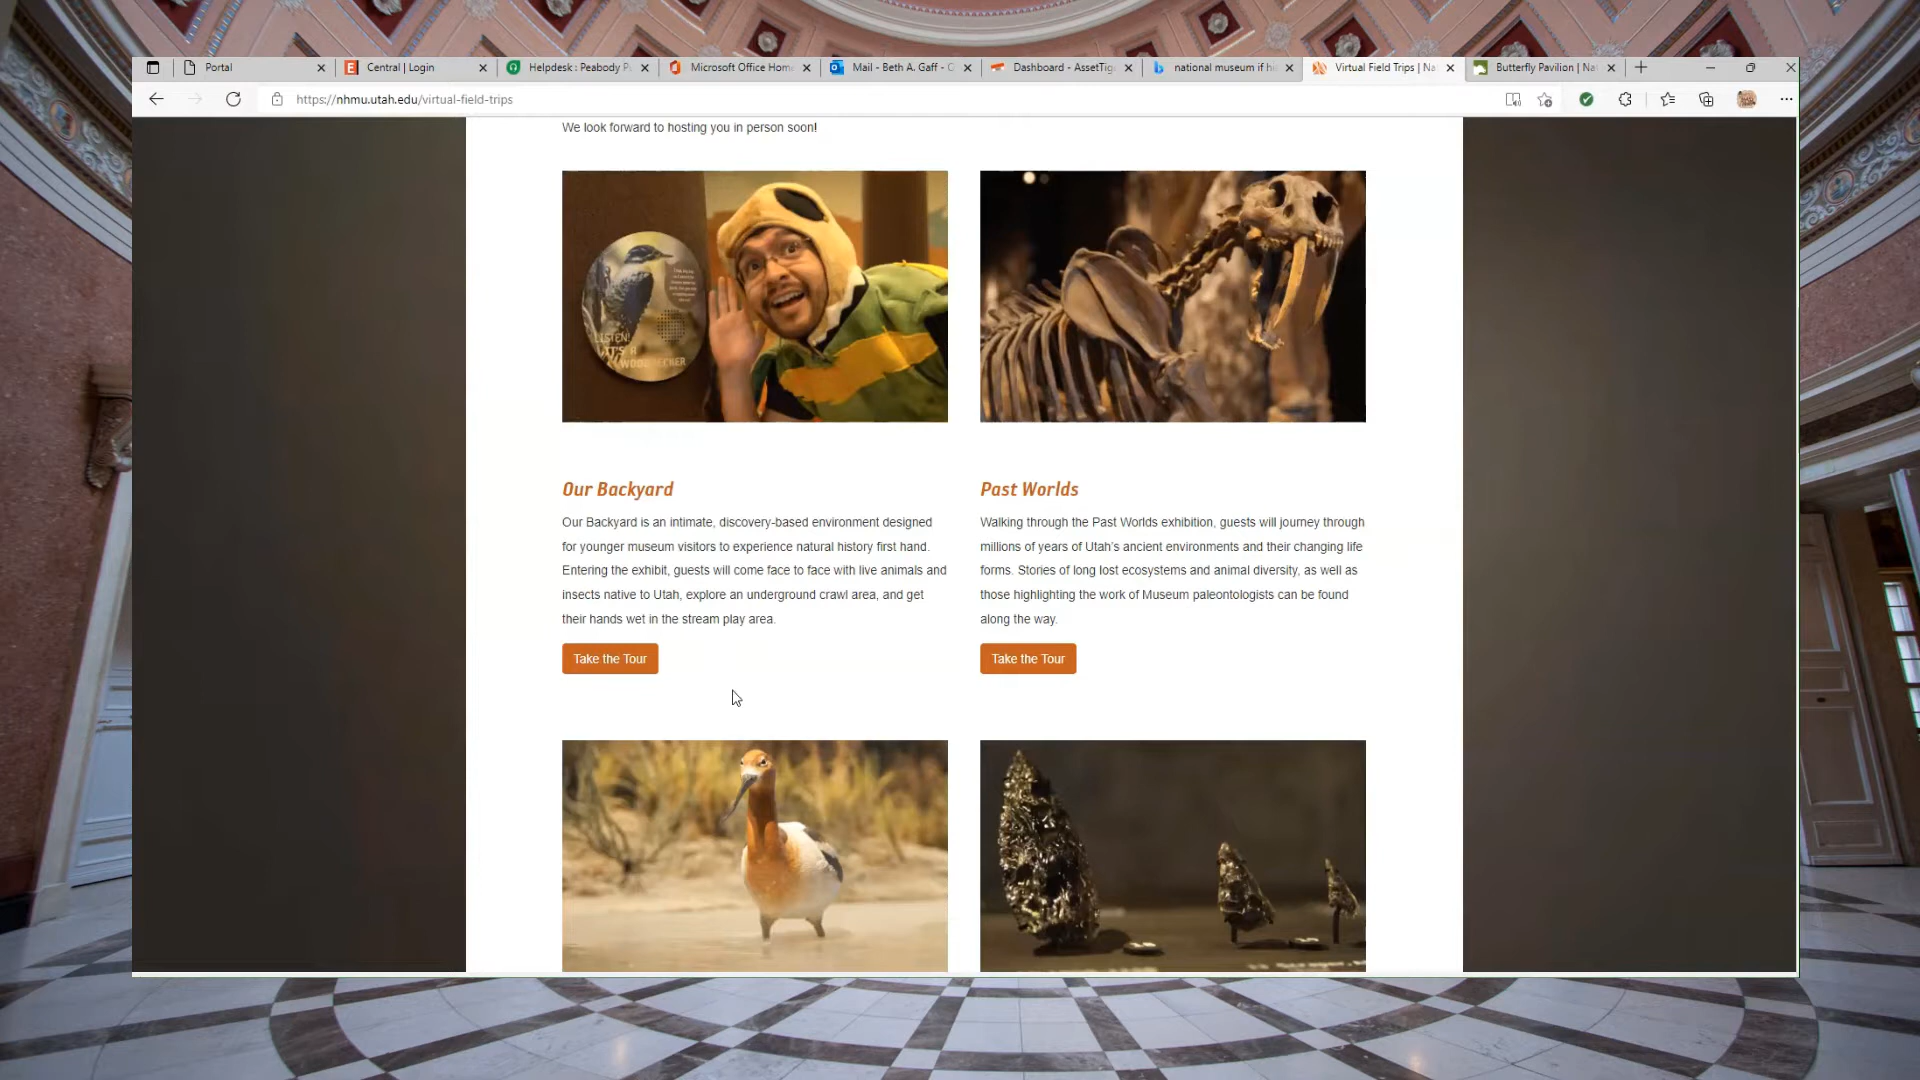 Portal
Central | Login
Helpdesk : Peabody P
Microsoft Office Hom
Mail - Beth A. Gaff - O
Dashboard - AssetTig
national museum if hi
Virtual Field Trips | Na
Butterfly Pavilion | Na
https://nhmu.utah.edu/virtual-field-trips
We look forward to hosting you in person soon!
LISTEN!
IT'S A
WOODPECKER
Our Backyard
Our Backyard is an intimate, discovery-based environment designed
for younger museum visitors to experience natural history first hand.
Entering the exhibit, guests will come face to face with live animals and
insects native to Utah, explore an underground crawl area, and get
their hands wet in the stream play area.
Take the Tour
Past Worlds
Walking through the Past Worlds exhibition, guests will journey through
millions of years of Utah's ancient environments and their changing life
forms. Stories of long lost ecosystems and animal diversity, as well as
those highlighting the work of Museum paleontologists can be found
along the way.
Take the Tour